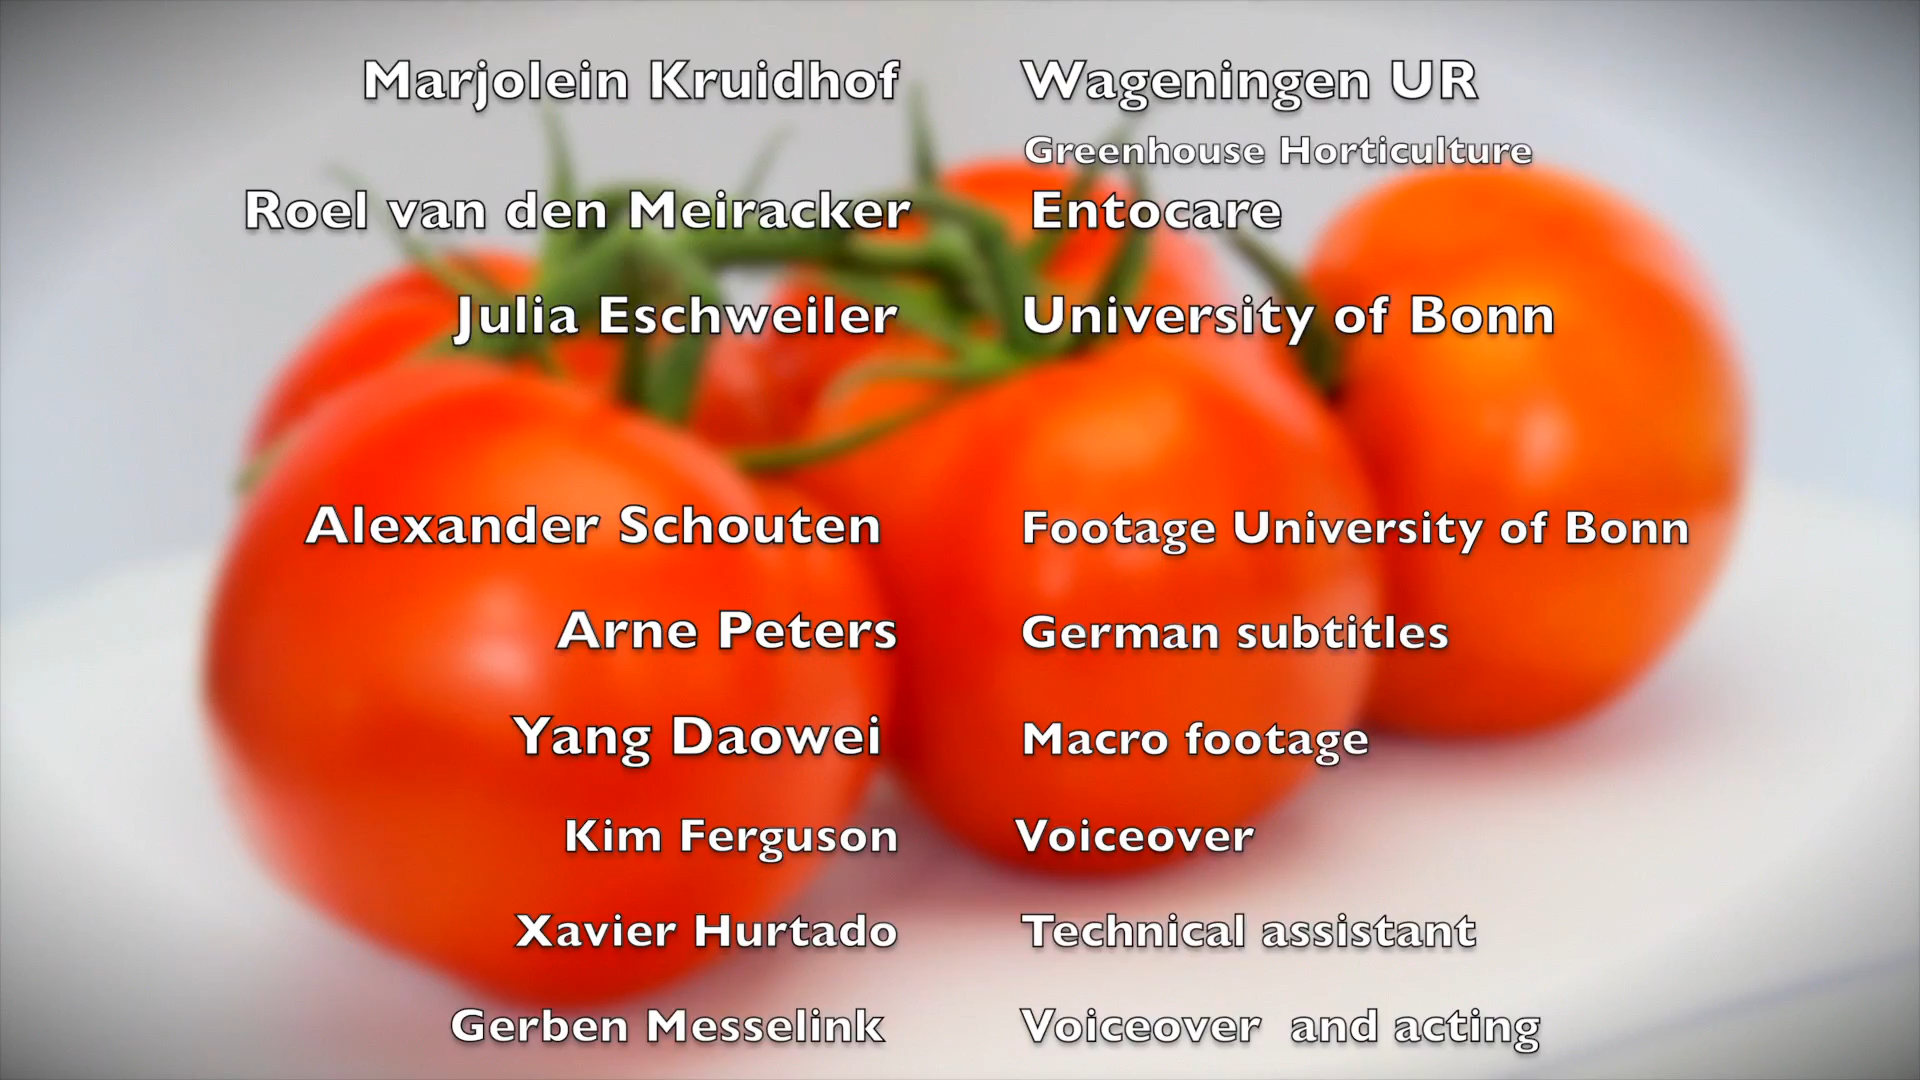 Marjolein Kruidhof Wageningen UR
Greenhouse Horticulture
Roel van den Meiracker Entocare
Julia Eschweiler University of Bonn
Alexander Schouten Footage University of Bonn
Arne Peters German subtitles
Yang Daowei Macro footage
Kim Ferguson Voiceover
Xavier Hurtado Technical assistant
Gerben Messelink Voiceover and acting